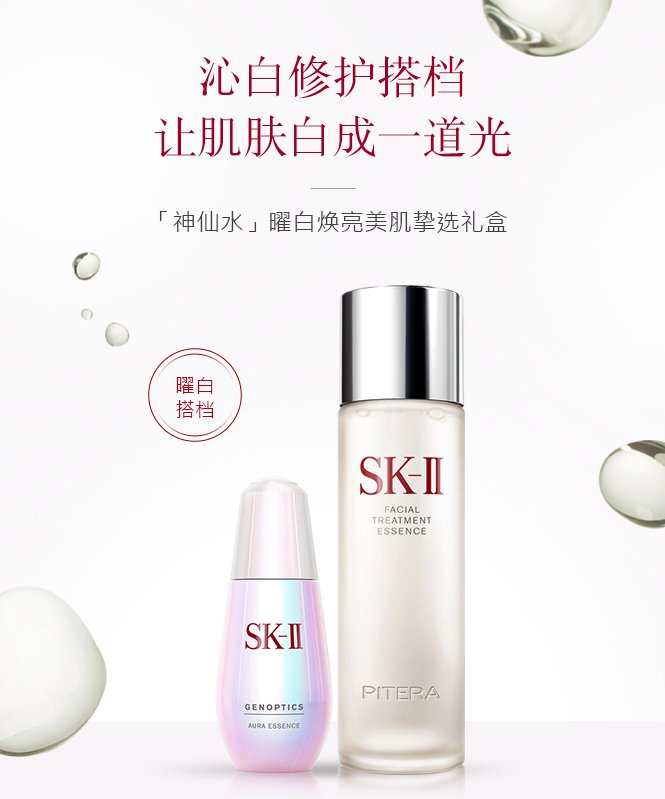 沁白修护搭档
让肌肤白成一道光
「神仙水」曜白焕亮美肌挚选礼盒
曜白
搭档
SK-II
FACIAL
TREATMENT
ESSENCE
PITERA
SK-II
GENOPTICS
AURA ESSENCE